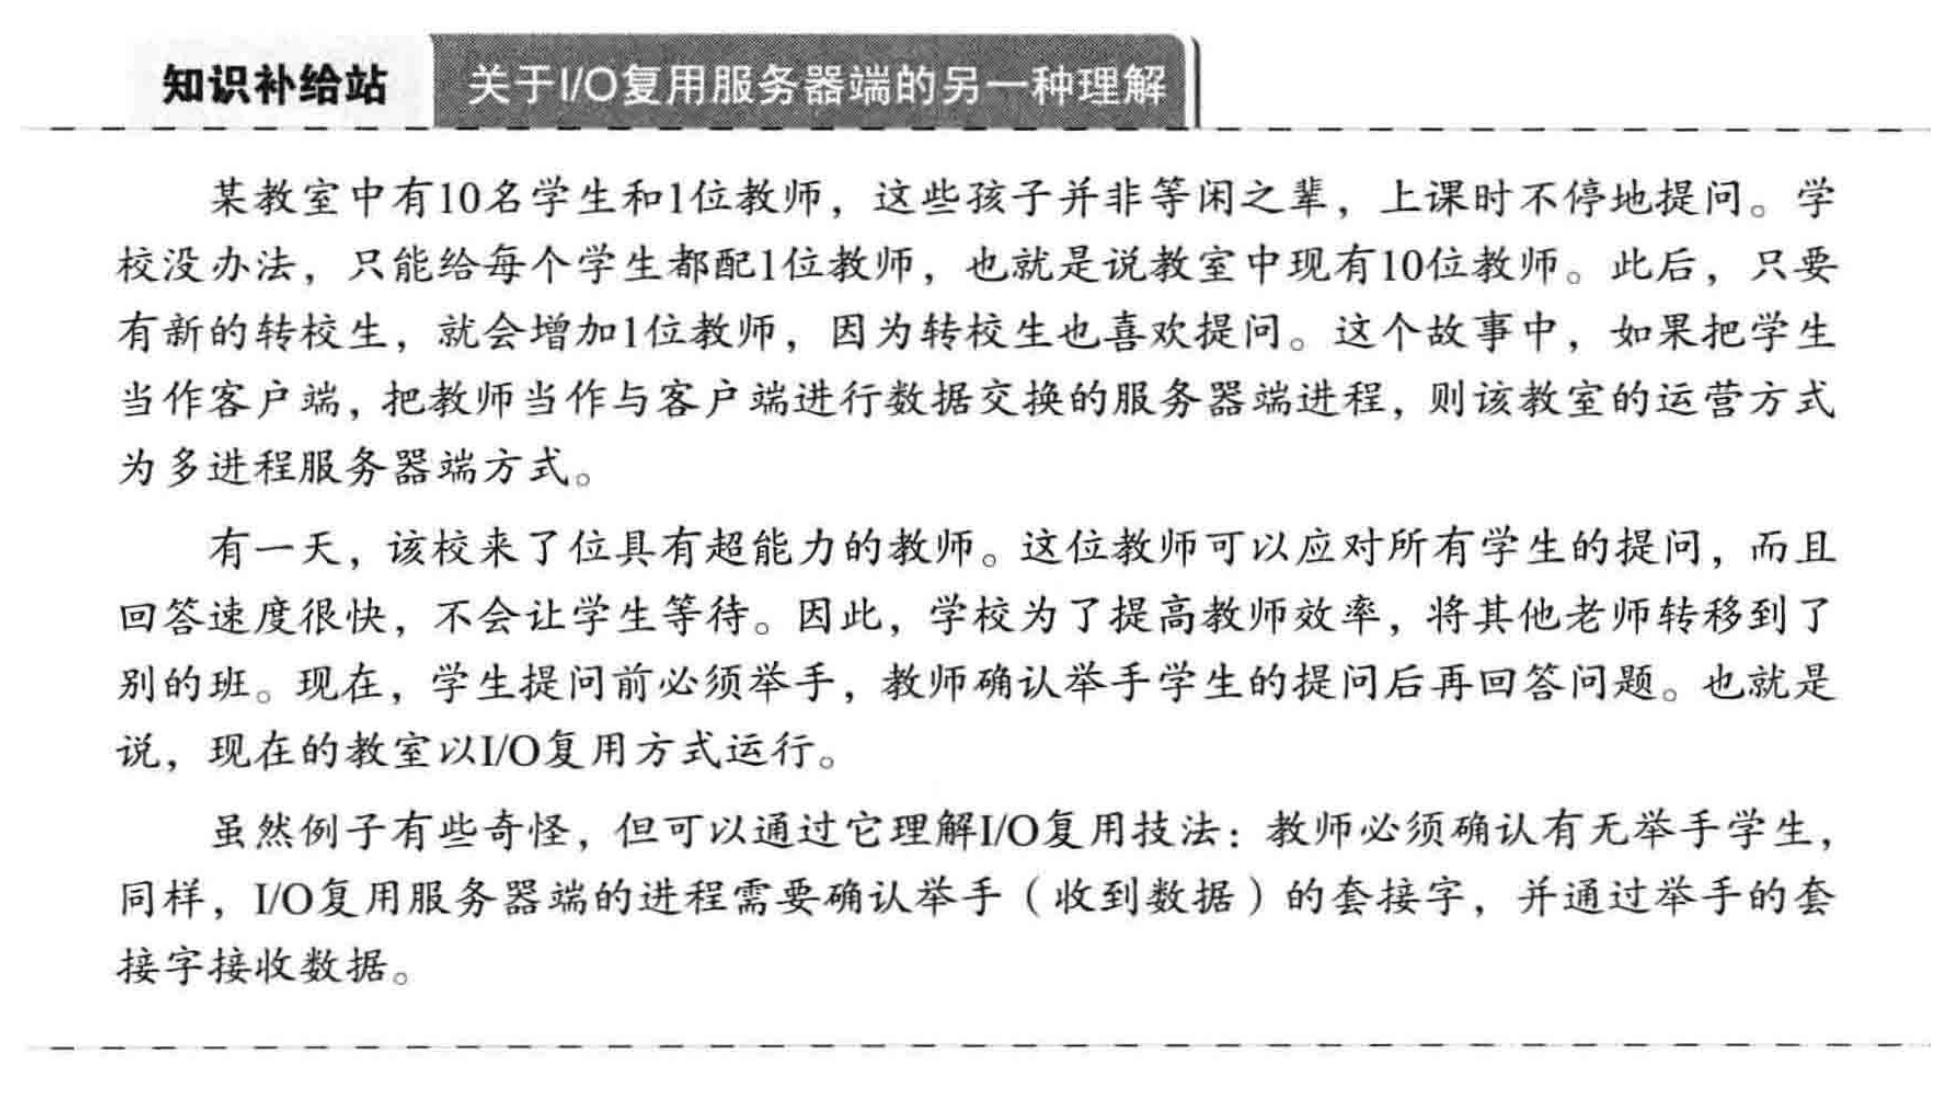 知识补给站 关于I/O复用服务器端的另一种理解
某教室中有10名学生和1位教师，这些孩子并非等闲之辈，上课时不停地提问。学
校没办法，只能给每个学生都配1位教师，也就是说教室中现有10位教师。此后，只要
有新的转校生，就会增加1位教师，因为转校生也喜欢提问。这个故事中，如果把学生
当作客户端，把教师当作与客户端进行数据交换的服务器端进程，则该教室的运营方式
为多进程服务器端方式。
有一天，该校来了位具有超能力的教师。这位教师可以应对所有学生的提问，而且
回答速度很快，不会让学生等待。因此，学校为了提高教师效率，将其他老师转移到了
别的班。现在，学生提问前必须举手，教师确认举手学生的提问后再回答问题。也就是
说，现在的教室以I/O复用方式运行。
虽然例子有些奇怪，但可以通过它理解I/O复用技法：教师必须确认有无举手学生，
同样，I/O复用服务器端的进程需要确认举手（收到数据）的套接字，并通过举手的套
接字接收数据。